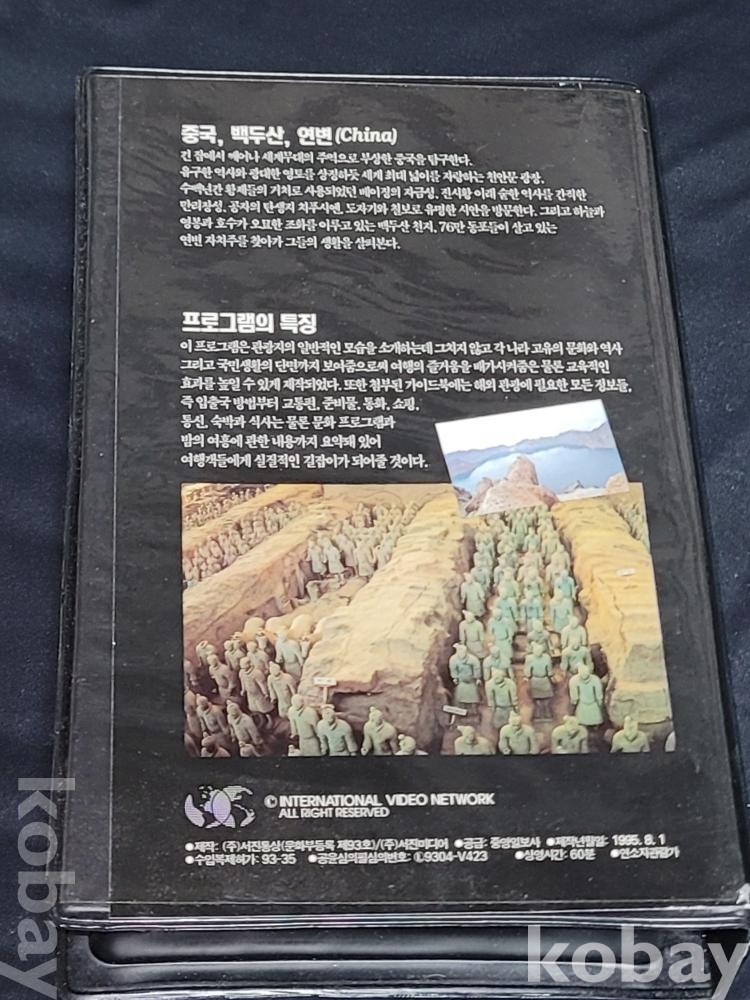 중국, 백두산, 연변 (China)
긴 잠에서 깨어나 세계무대의 주역으로 부상한 중국을 탐구한다.
유구한 역사와 광대한 영토를 상징하듯 세계 최대 넓이를 자랑하는 천안문 광장,
수백년간 황제들의 거처로 사용되었던 베이징의 자금성, 진시황 이래 숱한 역사를 간직한
만리장성, 공자의 탄생지 취푸시엔, 도자기와 칠보로 유명한 시안을 방문한다. 그리고 하늘과
영봉과 호수가 오묘한 조화를 이루고 있는 백두산 천지, 76만 동포들이 살고 있는
연변 자치주를 찾아가 그들의 생활을 살펴본다.
프로그램의 특징
이 프로그램은 관광지의 일반적인 모습을 소개하는데 그치지 않고 각 나라 고유의 문화와 역사
그리고 국민생활의 단면까지 보여줌으로써 여행의 즐거움을 배가시켜줌은 물론 교육적인
효과를 높일 수 있게 제작되었다. 또한 첨부된 가이드북에는 해외 관광에 필요한 모든 정보들,
즉 입출국 방법부터 교통편, 준비물, 통화, 쇼핑,
통신, 숙박과 식사는 물론 문화 프로그램과
밤의 여흥에 관한 내용까지 요약돼 있어
여행객들에게 실질적인 길잡이가 되어줄 것이다.
© INTERNATIONAL VIDEO NETWORK
ALL RIGHT RESERVED
●제작: (주)서진통상(문화부등록 제93호)/(주)서진미디어 ●공급: 중앙일보사 ●제작년월일: 1995. 8. 1
●수입복제허가: 93-35 ●공윤심의필심의번호: Ⓛ9304-V423 ●상영시간: 60분 ●연소자관람가
kobay
kobay